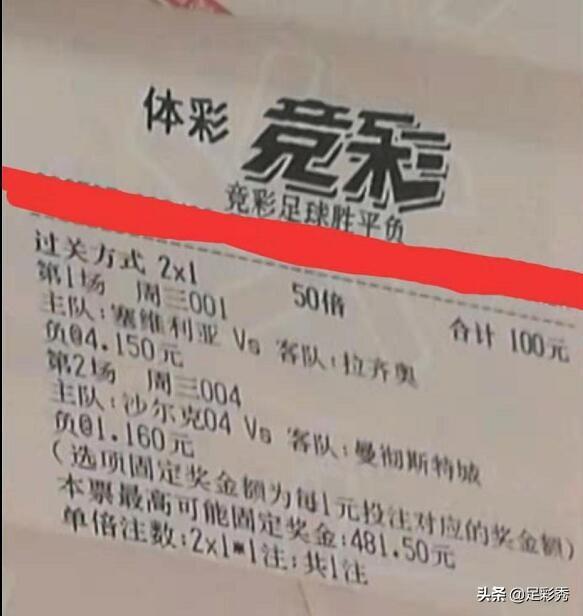 体彩 竞彩
竞彩足球胜平负
过关方式 2x1 50倍 合计 100元
第1场 周三001
主队:塞维利亚 Vs 客队:拉齐奥
负@4.150元
第2场 周三004
主队:沙尔克04 Vs 客队:曼彻斯特城
负@1.160元
(选项固定奖金额为每1元投注对应的奖金额)
本票最高可能固定奖金:481.50元
单倍注数:2x1*1注;共1注
头条 @足彩秀